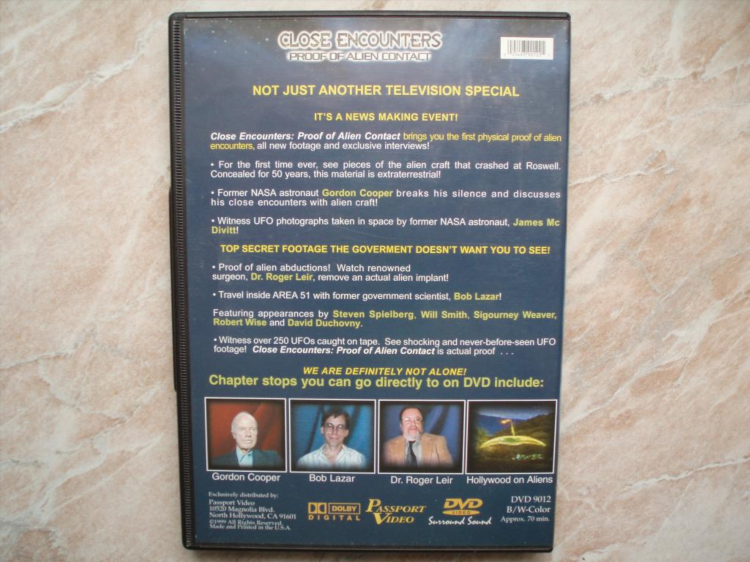 CLOSE ENCOUNTERS
PROOF OF ALIEN CONTACT
NOT JUST ANOTHER TELEVISION SPECIAL
IT'S A NEWS MAKING EVENT!
Close Encounters: Proof of Alien Contact brings you the first physical proof of alien
encounters, all new footage and exclusive interviews!
• For the first time ever, see pieces of the alien craft that crashed at Roswell.
Concealed for 50 years, this material is extraterrestrial!
• Former NASA astronaut Gordon Cooper breaks his silence and discusses
his close encounters with alien craft!
• Witness UFO photographs taken in space by former NASA astronaut, James Mc
Divitt!
TOP SECRET FOOTAGE THE GOVERMENT DOESN'T WANT YOU TO SEE!
• Proof of alien abductions! Watch renowned
surgeon, Dr. Roger Leir, remove an actual alien implant!
• Travel inside AREA 51 with former government scientist, Bob Lazar!
Featuring appearances by Steven Spielberg, Will Smith, Sigourney Weaver,
Robert Wise and David Duchovny.
• Witness over 250 UFOs caught on tape. See shocking and never-before-seen UFO
footage! Close Encounters: Proof of Alien Contact is actual proof . . .
WE ARE DEFINITELY NOT ALONE!
Chapter stops you can go directly to on DVD include:
Gordon Cooper
Bob Lazar
Dr. Roger Leir
Hollywood on Aliens
Exclusively distributed by:
Passport Video
10520 Magnolia Blvd.
North Hollywood, CA 91601
©1999 All Rights Reserved
Made and Printed in the U.S.A.
DOLBY
DIGITAL
PASSPORT
VIDEO
DVD
VIDEO
Surround Sound
DVD 9012
B/W-Color
Approx. 70 min.